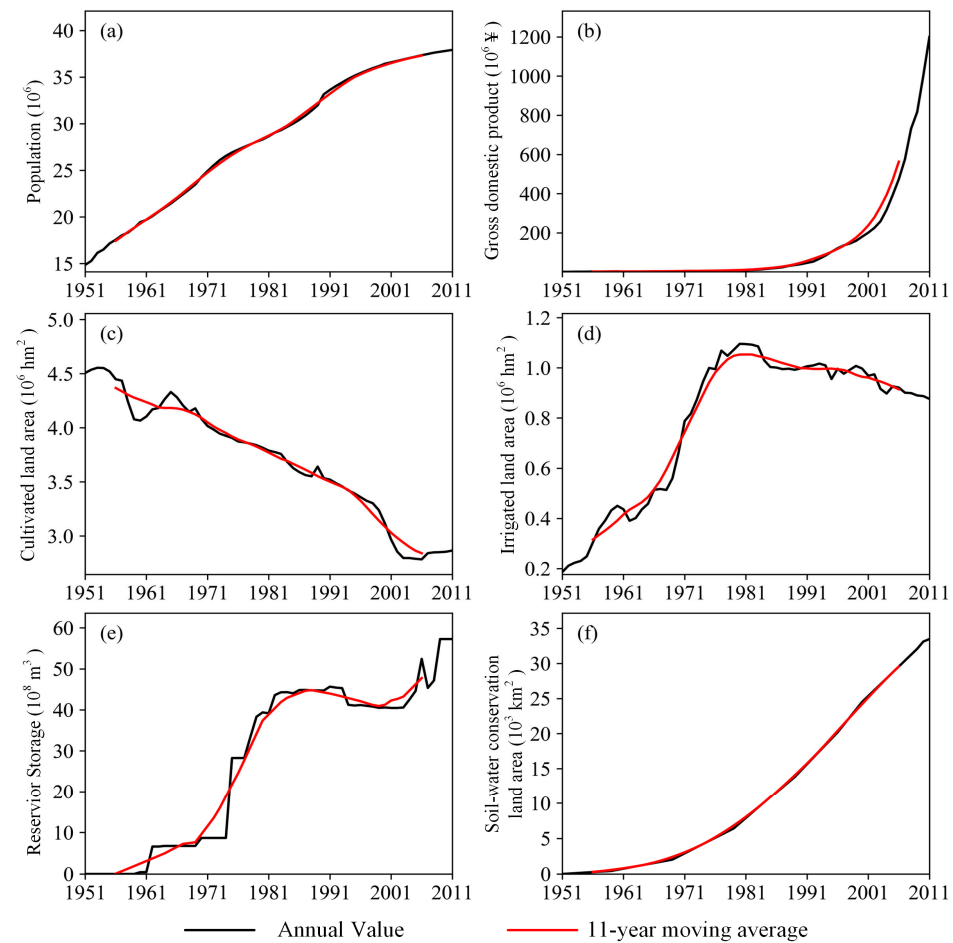 (a)
Population (10⁶)
40
35
30
25
20
15
1951 1961 1971 1981 1991 2001 2011
(b)
Gross domestic product (10⁶ ¥)
1200
1000
800
600
400
200
1951 1961 1971 1981 1991 2001 2011
(c)
Cultivated land area (10⁶ hm²)
5.0
4.5
4.0
3.5
3.0
1951 1961 1971 1981 1991 2001 2011
(d)
Irrigated land area (10⁶ hm²)
1.2
1.0
0.8
0.6
0.4
0.2
1951 1961 1971 1981 1991 2001 2011
(e)
Reservior Storage (10⁸ m³)
60
50
40
30
20
10
0
1951 1961 1971 1981 1991 2001 2011
(f)
Soil-water conservation
land area (10³ km²)
35
30
25
20
15
10
5
0
1951 1961 1971 1981 1991 2001 2011
Annual Value
11-year moving average